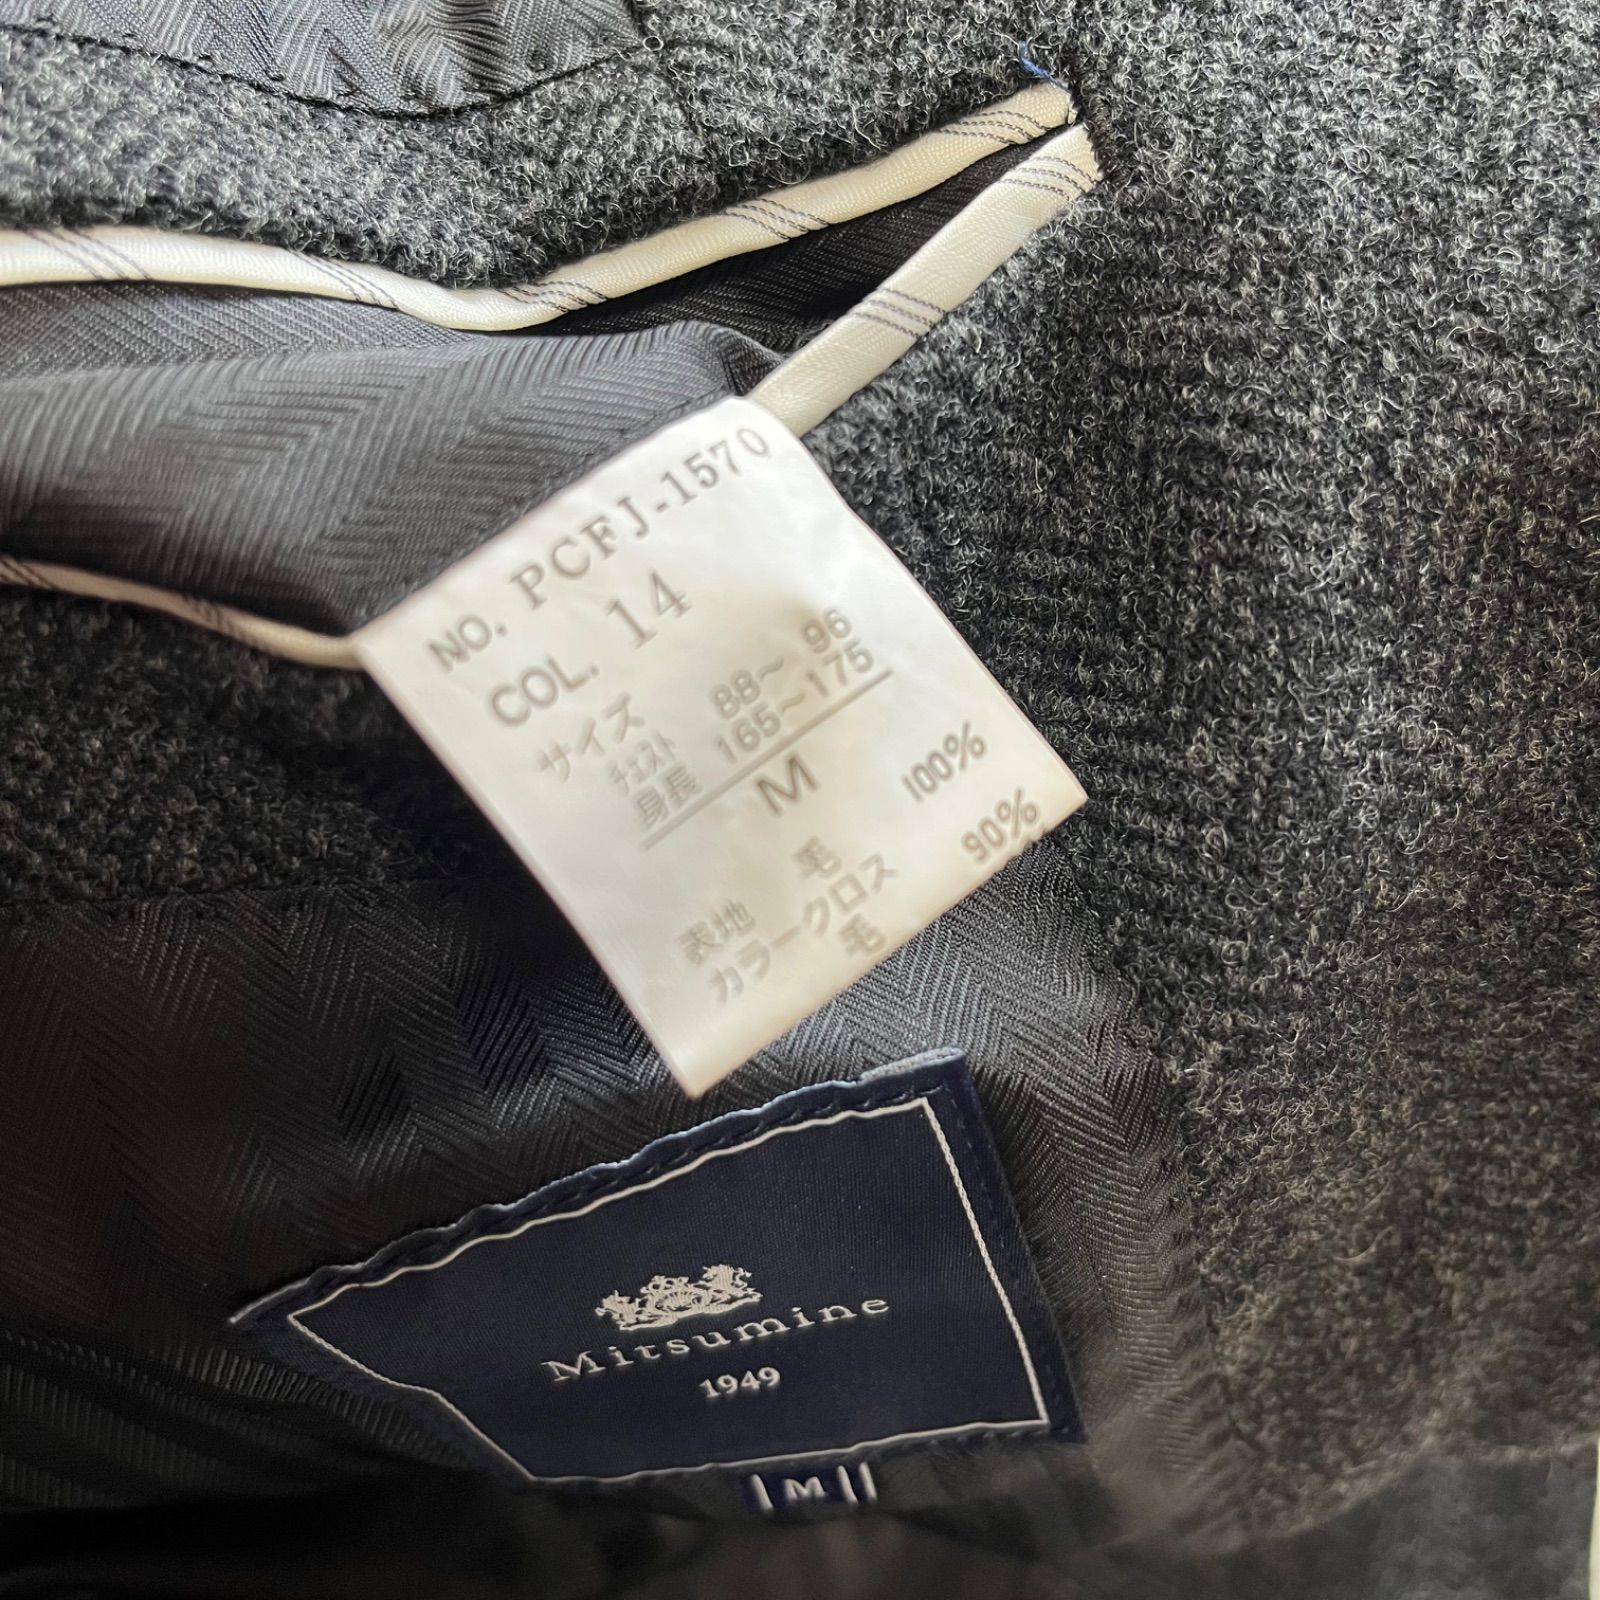 NO. PCFJ-1570
COL. 14
サイズ
チェスト 88～96
身長 165～175
M
表地 毛 100%
カラークロス
毛 90%
Mitsumine
1949
M